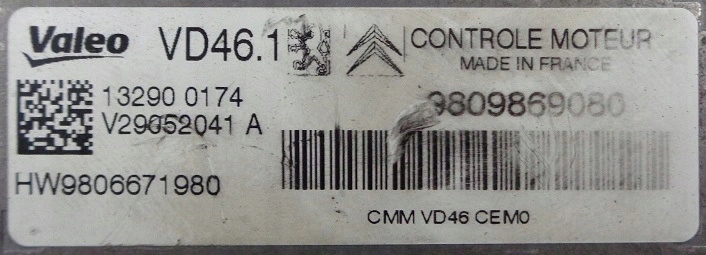 Valeo VD46.1 CONTROLE MOTEUR
MADE IN FRANCE
13290 0174
9809869080
V29052041 A
HW9806671980
CMM VD46 CEM0